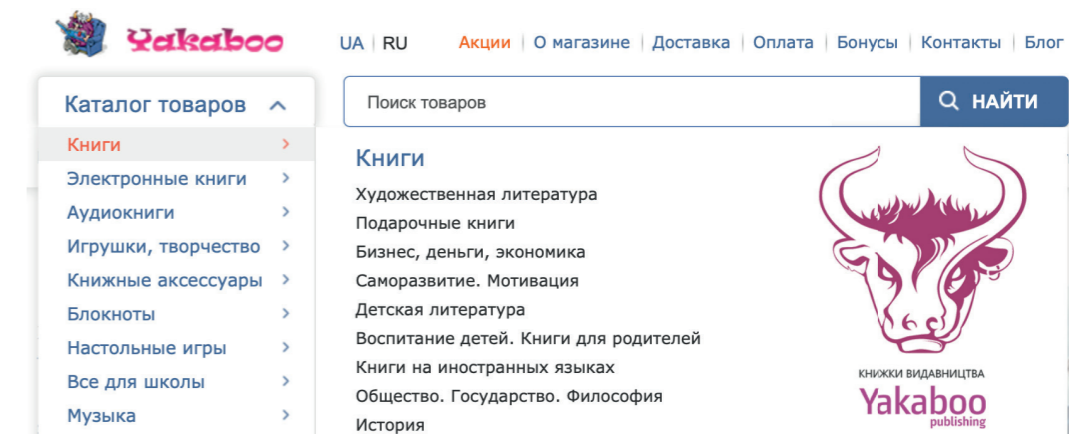 Yakaboo
UA RU Акции О магазине Доставка Оплата Бонусы Контакты Блог
Каталог товаров
Поиск товаров
НАЙТИ
Книги
Электронные книги
Аудиокниги
Игрушки, творчество
Книжные аксессуары
Блокноты
Настольные игры
Все для школы
Музыка
Книги
Художественная литература
Подарочные книги
Бизнес, деньги, экономика
Саморазвитие. Мотивация
Детская литература
Воспитание детей. Книги для родителей
Книги на иностранных языках
Общество. Государство. Философия
История
КНИЖКИ ВИДАВНИЦТВА
Yakaboo
publishing